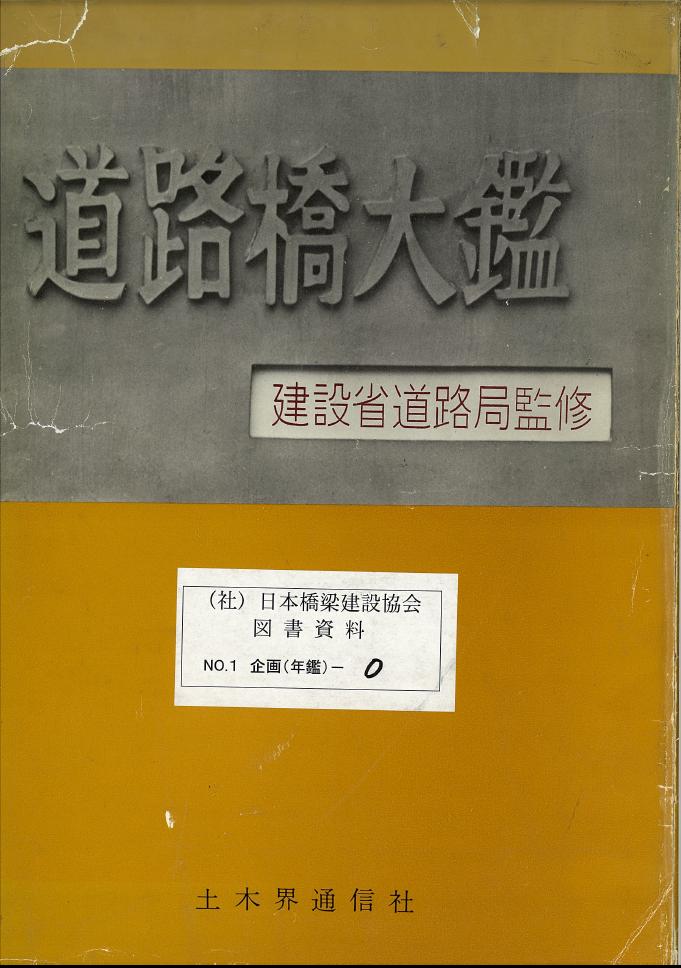 道路橋大鑑
建設省道路局監修
（社）日本橋梁建設協会
図書資料
NO.1 企画（年鑑）－ 0
土木界通信社